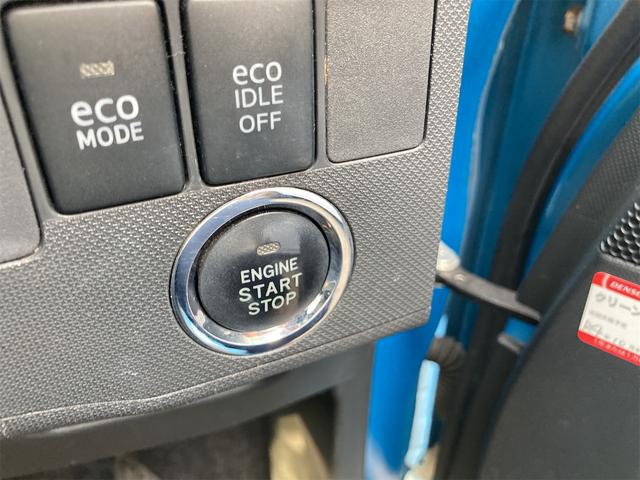 eco
MODE
eco
IDLE
OFF
ENGINE
START
STOP
DENSO
クリーン